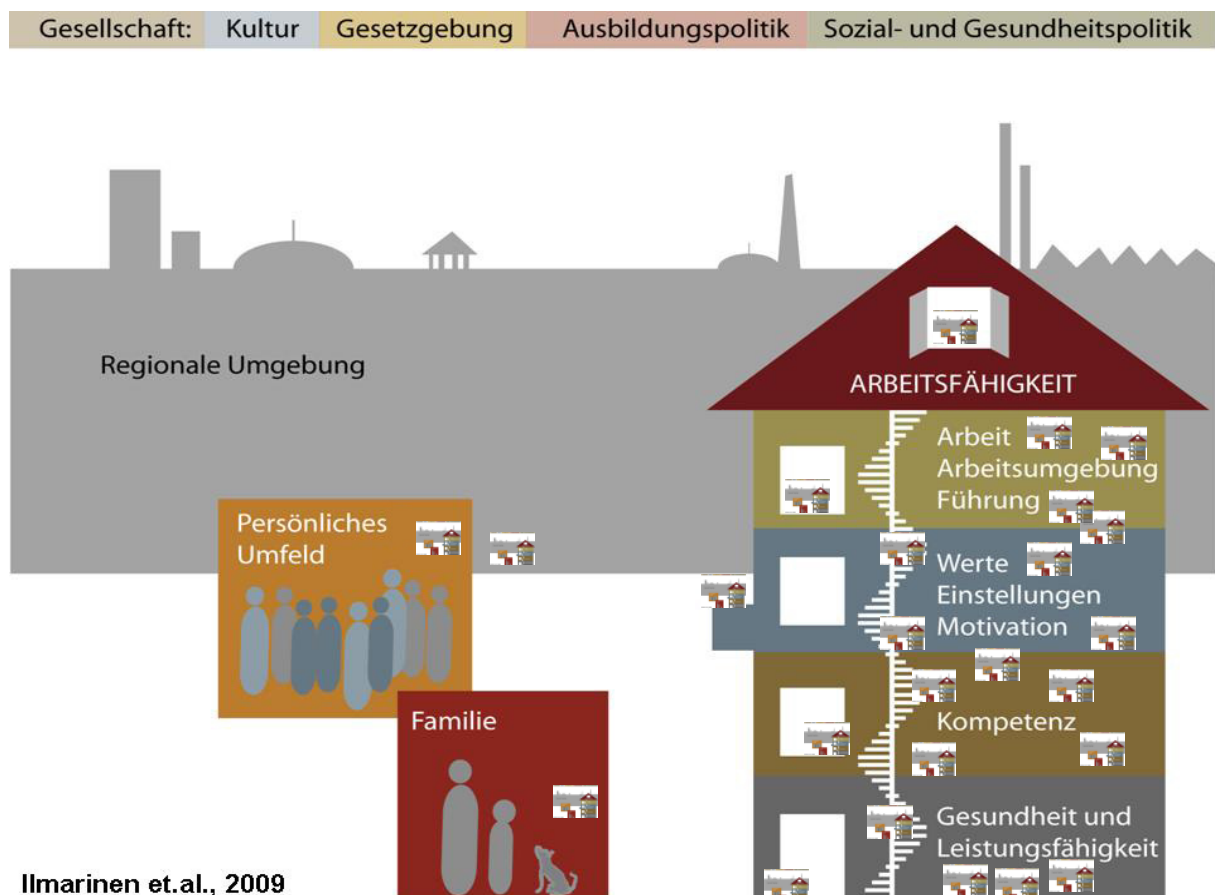 Gesellschaft: Kultur Gesetzgebung Ausbildungspolitik Sozial- und Gesundheitspolitik
Regionale Umgebung
ARBEITSFÄHIGKEIT
Arbeit
Arbeitsumgebung
Führung
Persönliches
Umfeld
Werte
Einstellungen
Motivation
Familie
Kompetenz
Gesundheit und
Leistungsfähigkeit
Ilmarinen et.al., 2009